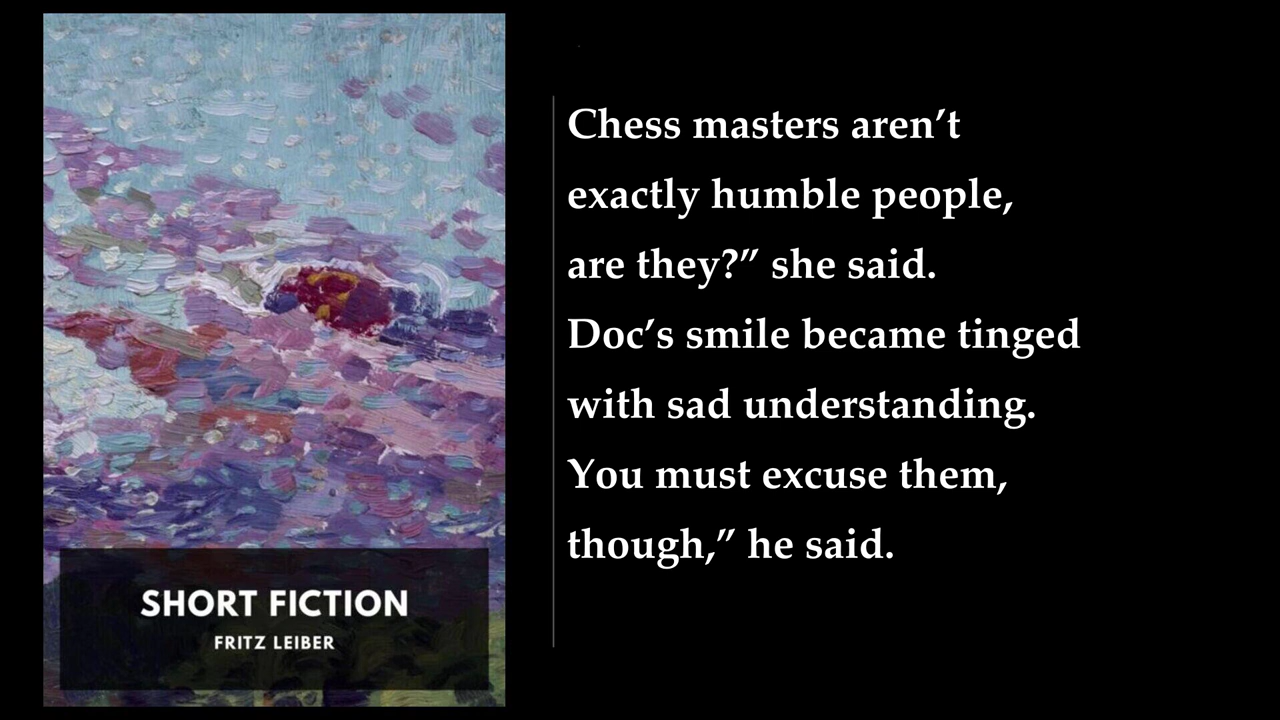 SHORT FICTION
FRITZ LEIBER
Chess masters aren’t
exactly humble people,
are they?” she said.
Doc’s smile became tinged
with sad understanding.
You must excuse them,
though,” he said.